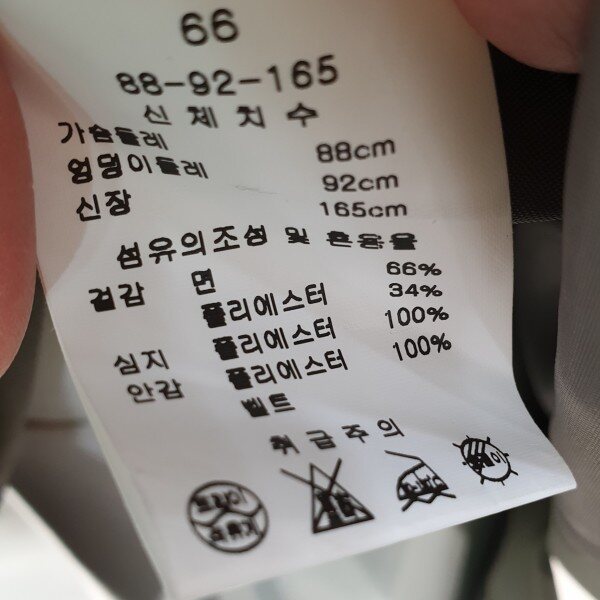 66
88-92-165
신체치수
가슴둘레 88cm
엉덩이둘레 92cm
신장 165cm
섬유의조성 및 혼용율
겉감 면 66%
폴리에스터 34%
심지 폴리에스터 100%
안감 폴리에스터 100%
벨트
취급주의
드라이